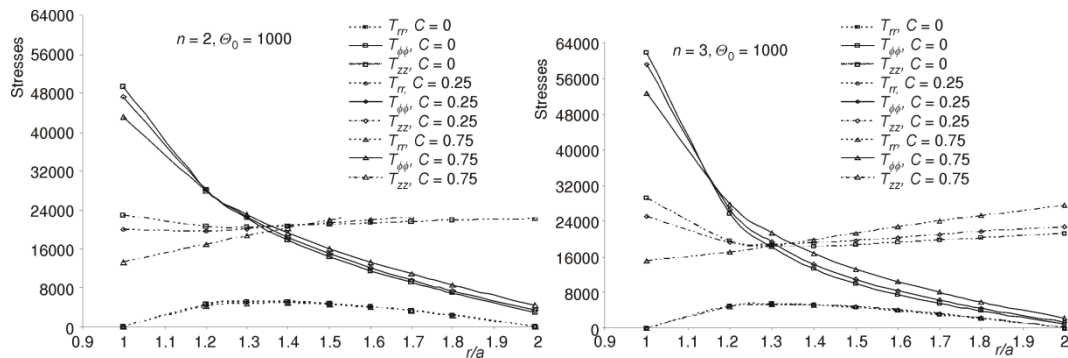 Stresses
64000
56000
48000
40000
32000
24000
16000
8000
0
n = 2, Θ0 = 1000
Trr, C = 0
Tϕϕ, C = 0
Tzz, C = 0
Trr, C = 0.25
Tϕϕ, C = 0.25
Tzz, C = 0.25
Trr, C = 0.75
Tϕϕ, C = 0.75
Tzz, C = 0.75
0.9 1 1.1 1.2 1.3 1.4 1.5 1.6 1.7 1.8 1.9 2
r/a
Stresses
64000
56000
48000
40000
32000
24000
16000
8000
0
n = 3, Θ0 = 1000
Trr, C = 0
Tϕϕ, C = 0
Tzz, C = 0
Trr, C = 0.25
Tϕϕ, C = 0.25
Tzz, C = 0.25
Trr, C = 0.75
Tϕϕ, C = 0.75
Tzz, C = 0.75
0.9 1 1.1 1.2 1.3 1.4 1.5 1.6 1.7 1.8 1.9 2
r/a